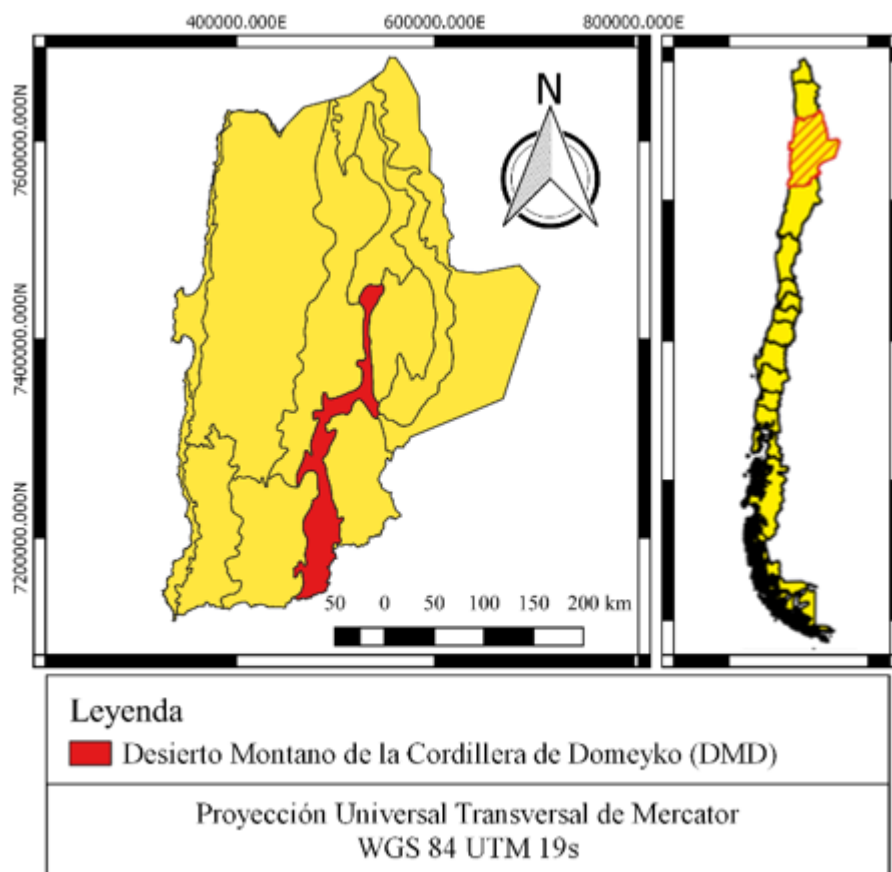 400000.000E 600000.000E 800000.000E
7600000.000N
7400000.000N
7200000.000N
N
50 0 50 100 150 200 km
Leyenda
Desierto Montano de la Cordillera de Domeyko (DMD)
Proyección Universal Transversal de Mercator
WGS 84 UTM 19s